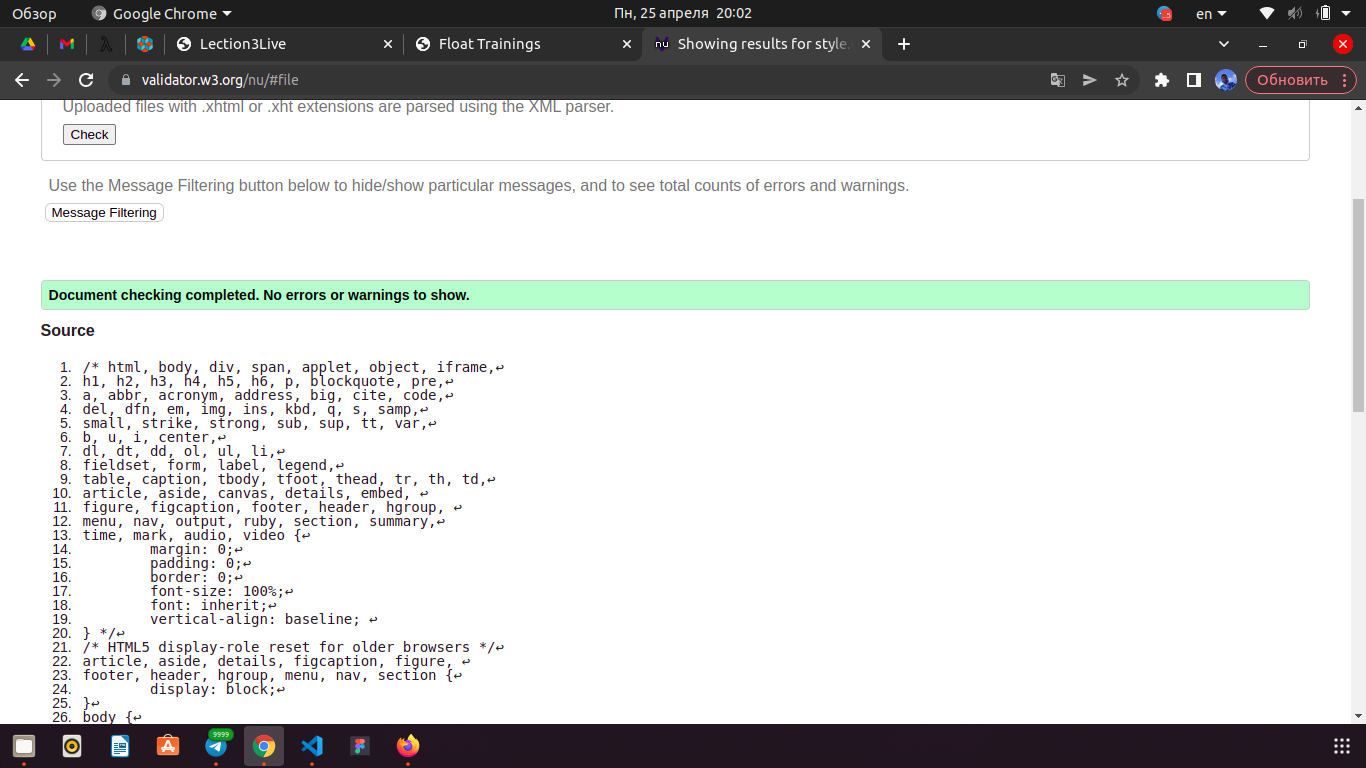 Обзор Google Chrome Пн, 25 апреля 20:02 en
Lection3Live Float Trainings nu Showing results for style.
validator.w3.org/nu/#file Обновить
Uploaded files with .xhtml or .xht extensions are parsed using the XML parser.
Check
Use the Message Filtering button below to hide/show particular messages, and to see total counts of errors and warnings.
Message Filtering
Document checking completed. No errors or warnings to show.
Source
1. /* html, body, div, span, applet, object, iframe,↩
2. h1, h2, h3, h4, h5, h6, p, blockquote, pre,↩
3. a, abbr, acronym, address, big, cite, code,↩
4. del, dfn, em, img, ins, kbd, q, s, samp,↩
5. small, strike, strong, sub, sup, tt, var,↩
6. b, u, i, center,↩
7. dl, dt, dd, ol, ul, li,↩
8. fieldset, form, label, legend,↩
9. table, caption, tbody, tfoot, thead, tr, th, td,↩
10. article, aside, canvas, details, embed, ↩
11. figure, figcaption, footer, header, hgroup, ↩
12. menu, nav, output, ruby, section, summary,↩
13. time, mark, audio, video {↩
14. margin: 0;↩
15. padding: 0;↩
16. border: 0;↩
17. font-size: 100%;↩
18. font: inherit;↩
19. vertical-align: baseline; ↩
20. } */↩
21. /* HTML5 display-role reset for older browsers */↩
22. article, aside, details, figcaption, figure, ↩
23. footer, header, hgroup, menu, nav, section {↩
24. display: block;↩
25. }↩
26. body {↩
9999